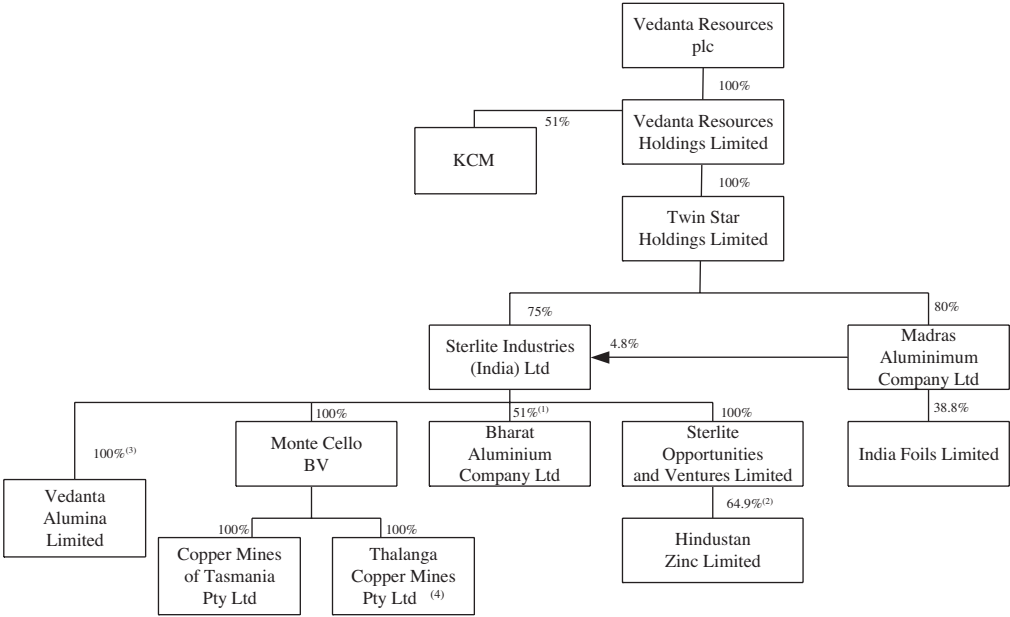 Vedanta Resources
plc
100%
Vedanta Resources
Holdings Limited
51%
KCM
100%
Twin Star
Holdings Limited
75%
80%
Sterlite Industries
(India) Ltd
4.8%
Madras
Aluminimum
Company Ltd
100%(3)
100%
51%(1)
100%
38.8%
Vedanta
Alumina
Limited
Monte Cello
BV
Bharat
Aluminium
Company Ltd
Sterlite
Opportunities
and Ventures Limited
India Foils Limited
100%
100%
64.9%(2)
Copper Mines
of Tasmania
Pty Ltd
Thalanga
Copper Mines
Pty Ltd (4)
Hindustan
Zinc Limited